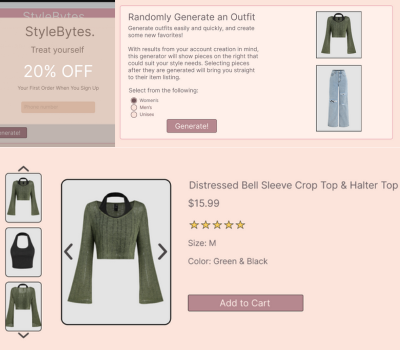 StyleBytes.
StyleBytes.
Treat yourself
20% OFF
Your First Order When You Sign Up
Generate!
Randomly Generate an Outfit
Generate outfits easily and quickly, and create
some new favorites!
With results from your account creation in mind,
this generator will show pieces on the right that
could suit your style needs. Selecting pieces
after they are generated will bring you straight
to their item listing.
Select from the following:
Women's
Men's
Unisex
Generate!
Distressed Bell Sleeve Crop Top & Halter Top
$15.99
Size: M
Color: Green & Black
Add to Cart